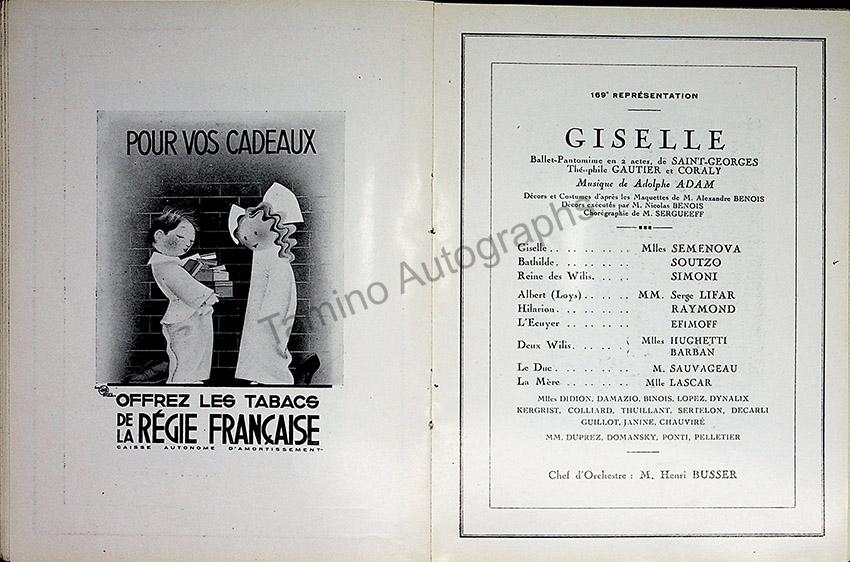 POUR VOS CADEAUX
OFFREZ LES TABACS
DE LA RÉGIE FRANÇAISE
CAISSE AUTONOME D'AMORTISSEMENT
169e REPRÉSENTATION
GISELLE
Ballet-Pantomime en 2 actes, de SAINT-GEORGES
Théophile GAUTIER et CORALY
Musique de Adolphe ADAM
Décors et Costumes d'après les Maquettes de M. Alexandre BENOIS
Décors exécutés par M. Nicolas BENOIS
Chorégraphie de M. SERGUEEFF
Giselle . . . . . . . . Mlles SEMENOVA
Bathilde. . . . . . . . SOUTZO
Reine des Wilis. . . . . SIMONI
Albert (Loys) . . . . . MM. Serge LIFAR
Hilarion. . . . . . . . RAYMOND
L'Ecuyer . . . . . . . EFIMOFF
Deux Wilis. . . . . . Mlles HUGHETTI
BARBAN
Le Duc. . . . . . . . M. SAUVAGEAU
La Mère . . . . . . . Mlle LASCAR
Mlles DIDION, DAMAZIO, BINOIS, LOPEZ, DYNALIX
KERGRIST, COLLIARD, THUILLANT, SERTELON, DECARLI
GUILLOT, JANINE, CHAUVIRÉ
MM. DUPREZ, DOMANSKY, PONTI, PELLETIER
Chef d'Orchestre : M. Henri BUSSER
Tamino Autographs